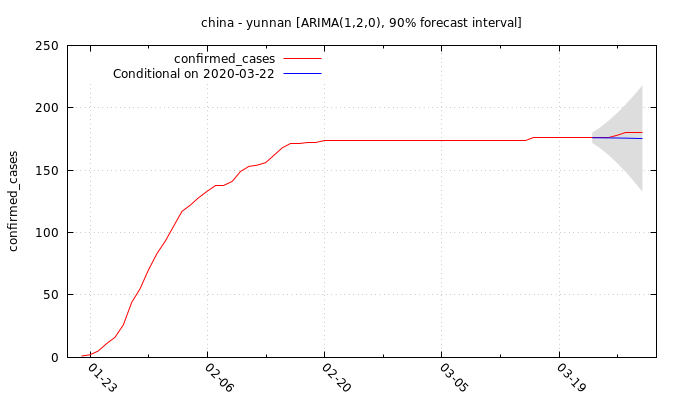 china - yunnan [ARIMA(1,2,0), 90% forecast interval]
confirmed_cases
Conditional on 2020-03-22
confirmed_cases
250
200
150
100
50
0
01-23
02-06
02-20
03-05
03-19